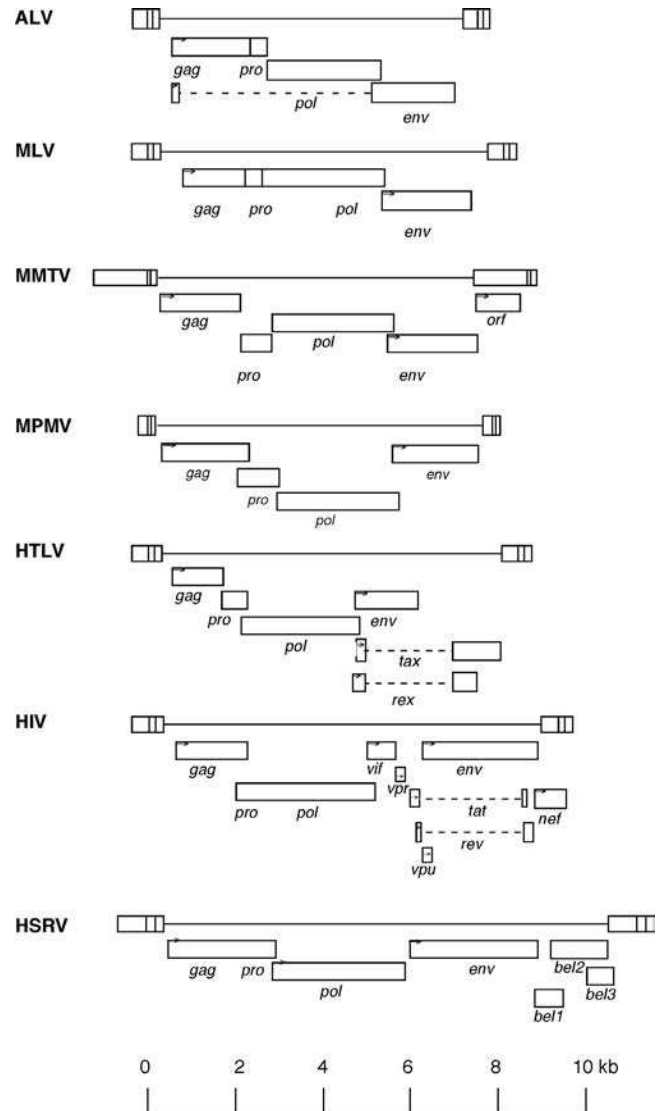 ALV
gag pro
pol
env
MLV
gag pro pol
env
MMTV
gag orf
pol
pro env
MPMV
gag env
pro
pol
HTLV
gag
pro env
pol
tax
rex
HIV
gag vif env
vpr
pro pol tat nef
rev
vpu
HSRV
gag pro env bel2
pol bel3
bel1
0 2 4 6 8 10 kb